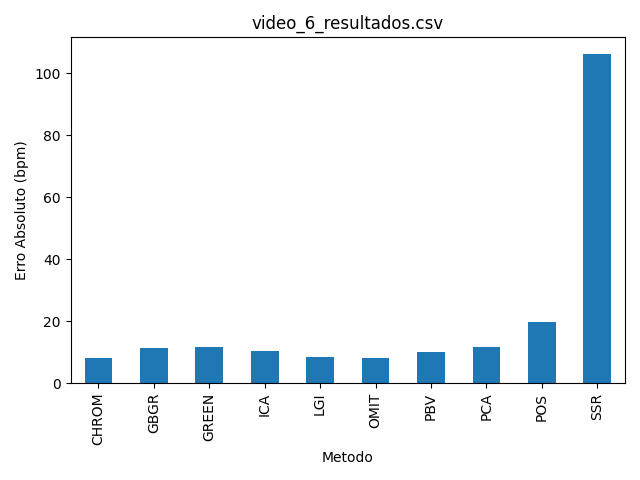 video_6_resultados.csv
Erro Absoluto (bpm)
100
80
60
40
20
0
CHROM
GBGR
GREEN
ICA
LGI
OMIT
PBV
PCA
POS
SSR
Metodo